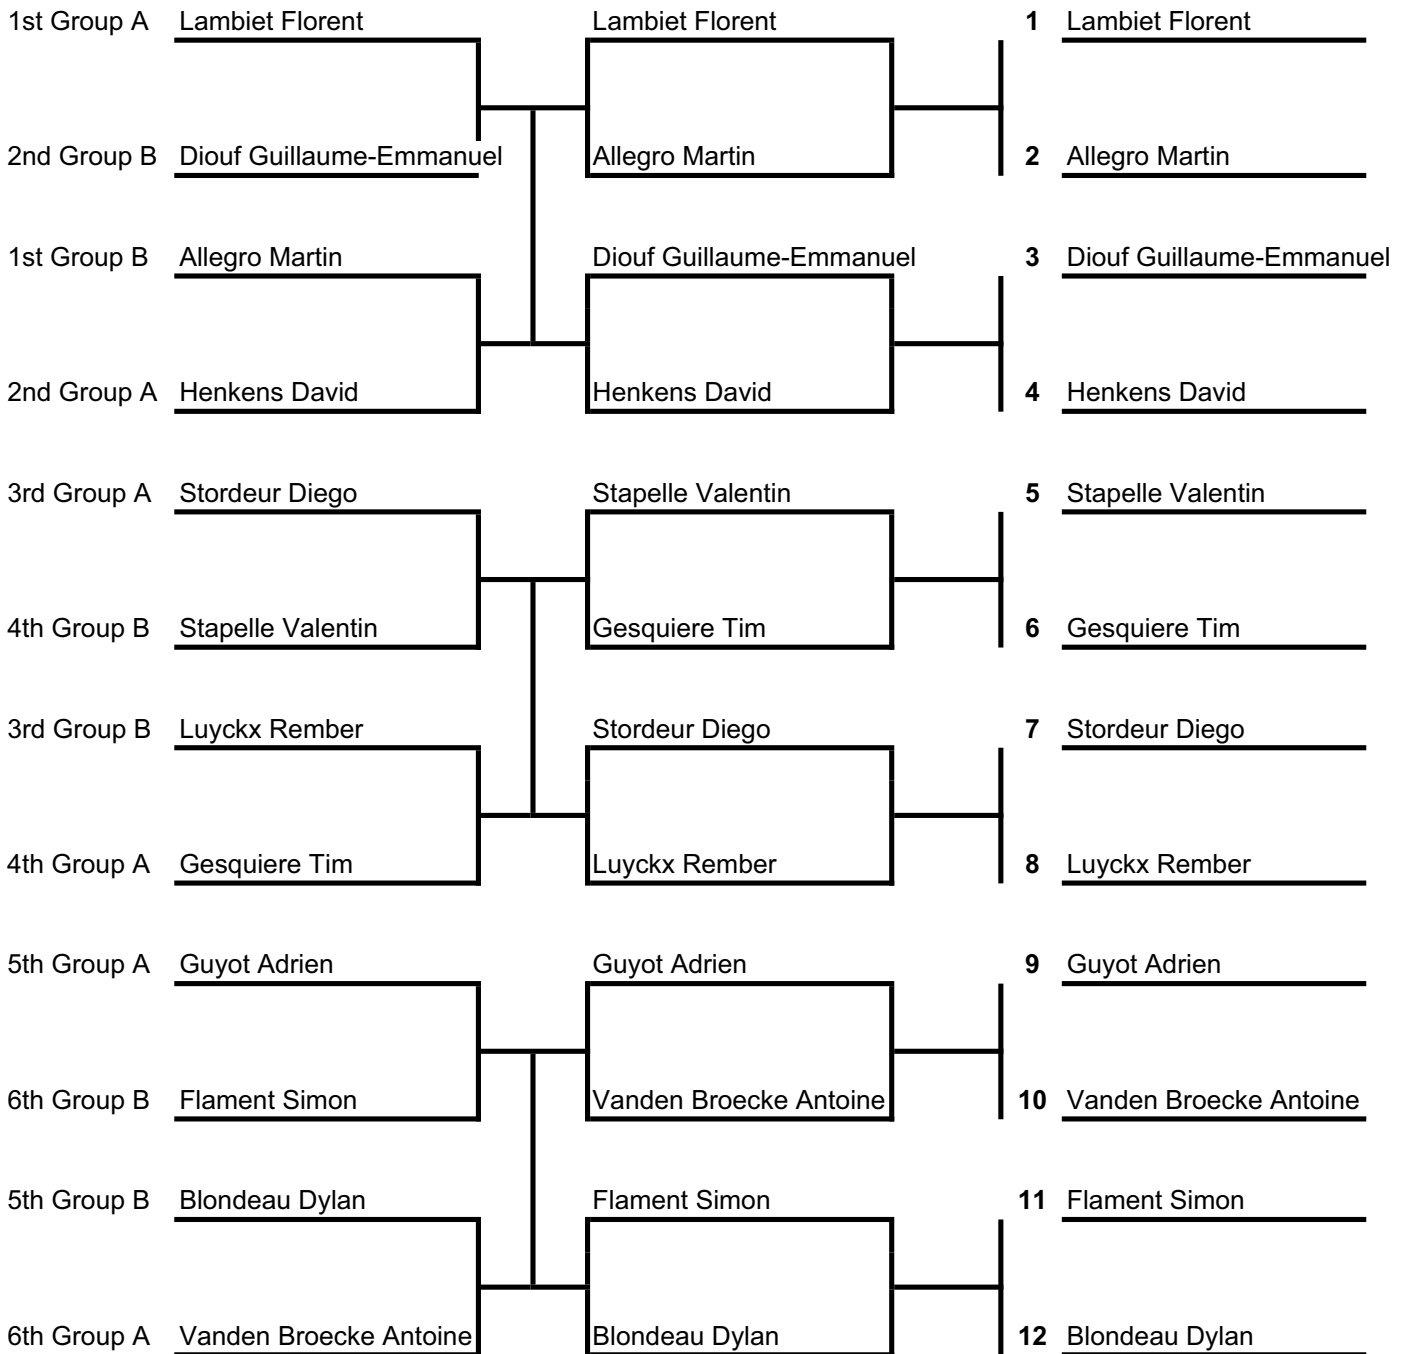 1st Group A Lambiet Florent Lambiet Florent 1 Lambiet Florent
2nd Group B Diouf Guillaume-Emmanuel Allegro Martin 2 Allegro Martin
1st Group B Allegro Martin Diouf Guillaume-Emmanuel 3 Diouf Guillaume-Emmanuel
2nd Group A Henkens David Henkens David 4 Henkens David
3rd Group A Stordeur Diego Stapelle Valentin 5 Stapelle Valentin
4th Group B Stapelle Valentin Gesquiere Tim 6 Gesquiere Tim
3rd Group B Luyckx Rember Stordeur Diego 7 Stordeur Diego
4th Group A Gesquiere Tim Luyckx Rember 8 Luyckx Rember
5th Group A Guyot Adrien Guyot Adrien 9 Guyot Adrien
6th Group B Flament Simon Vanden Broecke Antoine 10 Vanden Broecke Antoine
5th Group B Blondeau Dylan Flament Simon 11 Flament Simon
6th Group A Vanden Broecke Antoine Blondeau Dylan 12 Blondeau Dylan